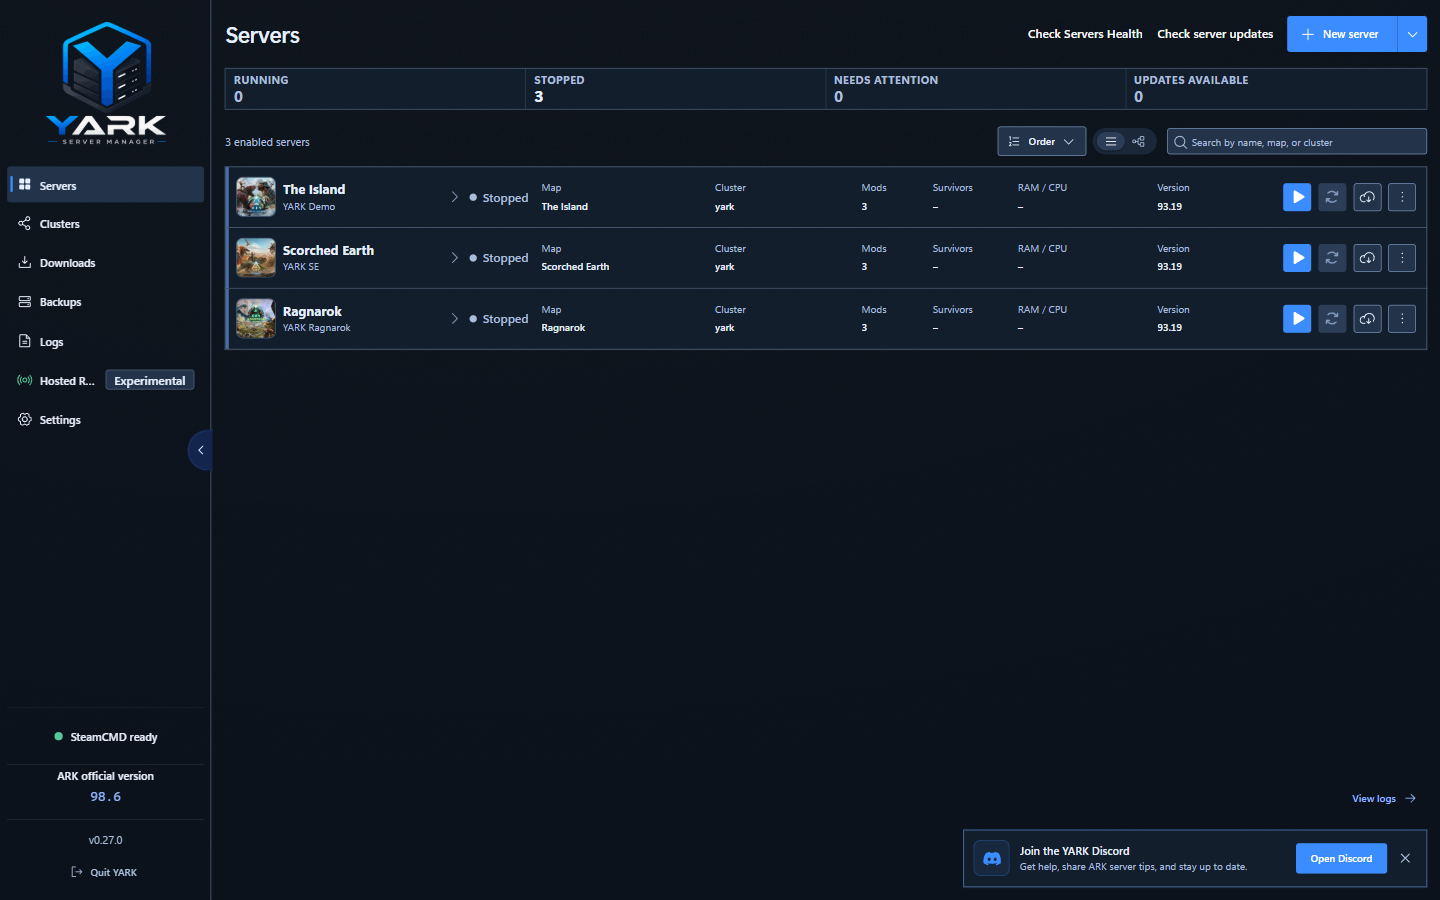 YARK
SERVER MANAGER
Servers
Clusters
Downloads
Backups
Logs
Hosted R... Experimental
Settings
SteamCMD ready
ARK official version
98.6
v0.27.0
Quit YARK
Servers
Check Servers Health Check server updates New server
RUNNING STOPPED NEEDS ATTENTION UPDATES AVAILABLE
0 3 0 0
3 enabled servers Order Search by name, map, or cluster
The Island Stopped Map Cluster Mods Survivors RAM / CPU Version
YARK Demo The Island yark 3 – – 93.19
Scorched Earth Stopped Map Cluster Mods Survivors RAM / CPU Version
YARK SE Scorched Earth yark 3 – – 93.19
Ragnarok Stopped Map Cluster Mods Survivors RAM / CPU Version
YARK Ragnarok Ragnarok yark 3 – – 93.19
View logs
Join the YARK Discord
Get help, share ARK server tips, and stay up to date.
Open Discord